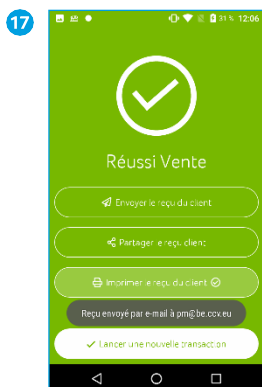 17
31 % 12:06
Réussi Vente
Envoyer le reçu du client
Partager le reçu client
Imprimer le reçu du client
Reçu envoyé par e-mail à pm@be.ccv.eu
Lancer une nouvelle transaction